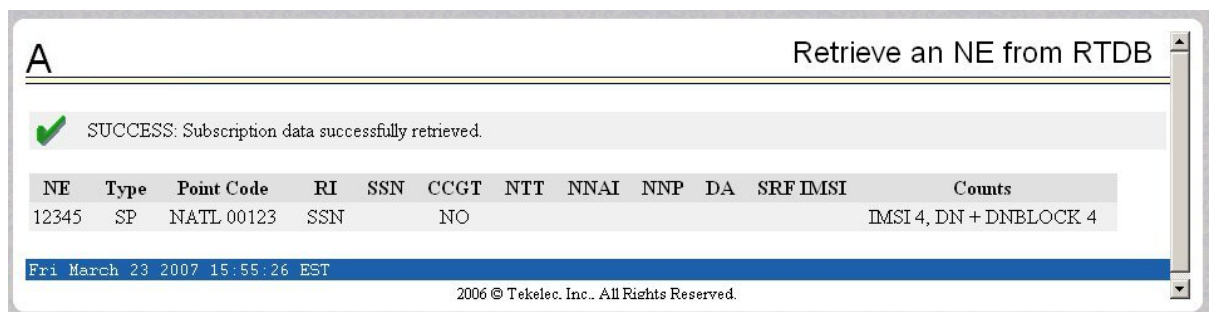 A Retrieve an NE from RTDB
SUCCESS: Subscription data successfully retrieved.
NE Type Point Code RI SSN CCGT NTT NNAI NNP DA SRF IMSI Counts
12345 SP NATL 00123 SSN NO IMSI 4, DN + DNBLOCK 4
Fri March 23 2007 15:55:26 EST
2006 © Tekelec, Inc., All Rights Reserved.